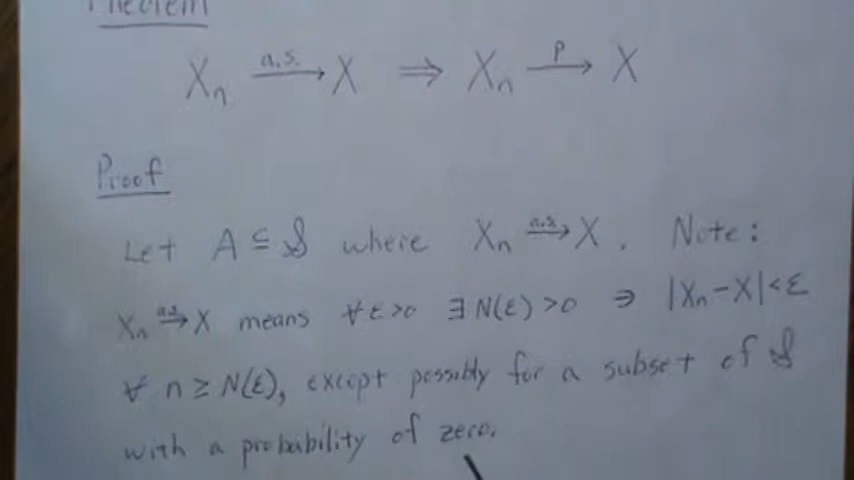 Theorem
Xₙ a.s.→ X ⇒ Xₙ p→ X
Proof
Let A ⊆ 𝒮 where Xₙ a.s.→ X . Note:
Xₙ a.s.→ X means ∀ε>0 ∃N(ε)>0 ∋ |Xₙ-X|<ε
∀ n≥N(ε), except possibly for a subset of 𝒮
with a probability of zero.